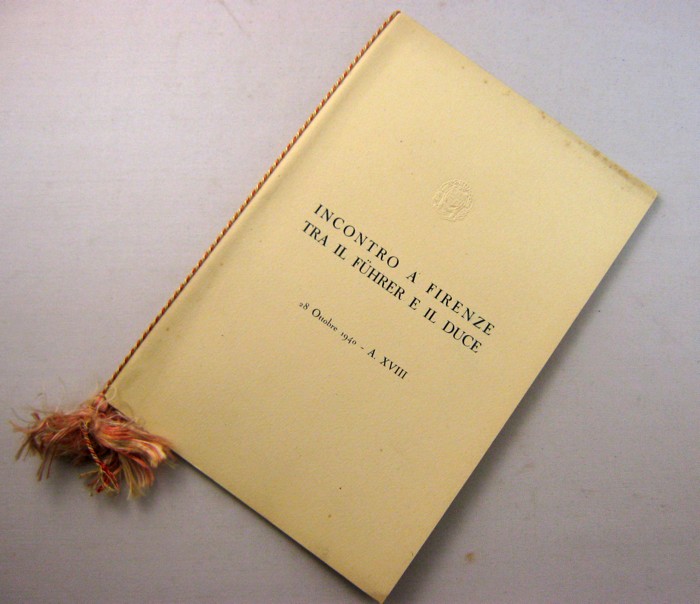 INCONTRO A FIRENZE
TRA IL FÜHRER E IL DUCE
28 Ottobre 1940 - A. XVIII